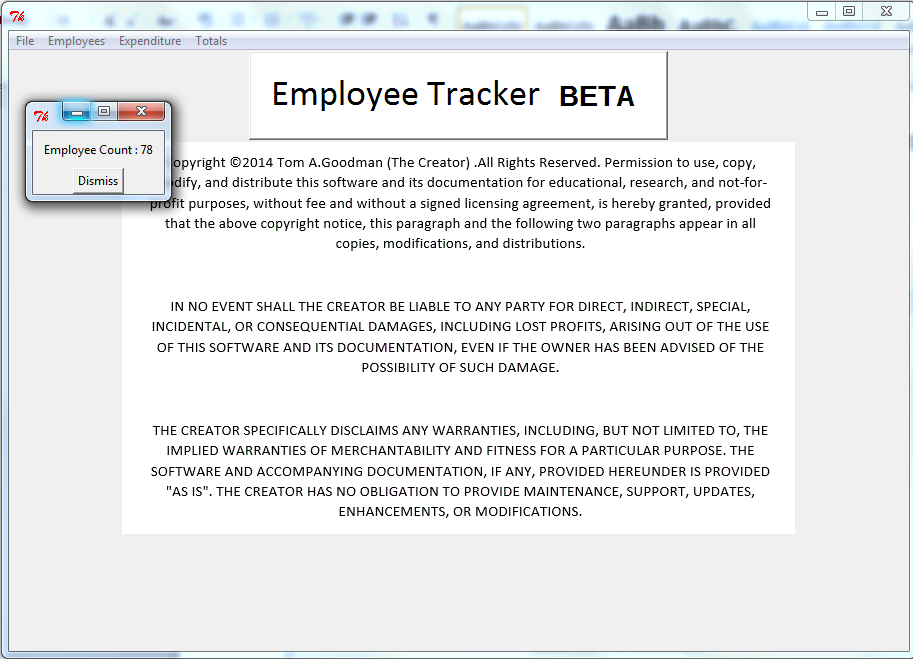 Tk
File Employees Expenditure Totals
Employee Tracker BETA
Tk
Employee Count : 78
Dismiss
opyright ©2014 Tom A.Goodman (The Creator) .All Rights Reserved. Permission to use, copy,
dify, and distribute this software and its documentation for educational, research, and not-for-
profit purposes, without fee and without a signed licensing agreement, is hereby granted, provided
that the above copyright notice, this paragraph and the following two paragraphs appear in all
copies, modifications, and distributions.
IN NO EVENT SHALL THE CREATOR BE LIABLE TO ANY PARTY FOR DIRECT, INDIRECT, SPECIAL,
INCIDENTAL, OR CONSEQUENTIAL DAMAGES, INCLUDING LOST PROFITS, ARISING OUT OF THE USE
OF THIS SOFTWARE AND ITS DOCUMENTATION, EVEN IF THE OWNER HAS BEEN ADVISED OF THE
POSSIBILITY OF SUCH DAMAGE.
THE CREATOR SPECIFICALLY DISCLAIMS ANY WARRANTIES, INCLUDING, BUT NOT LIMITED TO, THE
IMPLIED WARRANTIES OF MERCHANTABILITY AND FITNESS FOR A PARTICULAR PURPOSE. THE
SOFTWARE AND ACCOMPANYING DOCUMENTATION, IF ANY, PROVIDED HEREUNDER IS PROVIDED
"AS IS". THE CREATOR HAS NO OBLIGATION TO PROVIDE MAINTENANCE, SUPPORT, UPDATES,
ENHANCEMENTS, OR MODIFICATIONS.